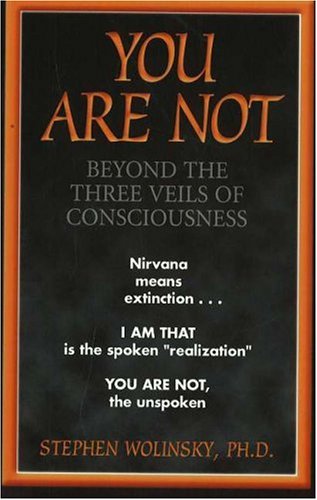 YOU
ARE NOT
BEYOND THE
THREE VEILS OF
CONSCIOUSNESS
Nirvana
means
extinction . . .
I AM THAT
is the spoken "realization"
YOU ARE NOT,
the unspoken
STEPHEN WOLINSKY, PH.D.